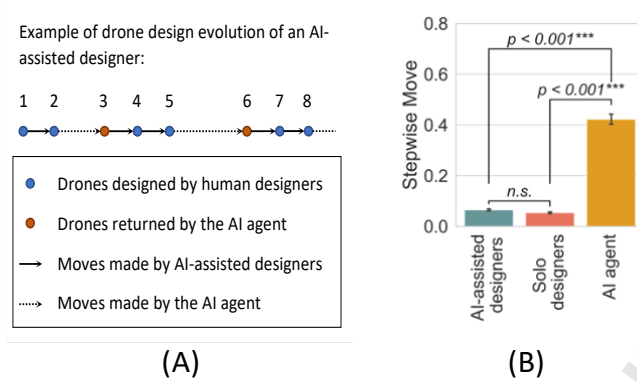 Example of drone design evolution of an AI-
assisted designer:
1 2 3 4 5 6 7 8
Drones designed by human designers
Drones returned by the AI agent
Moves made by AI-assisted designers
Moves made by the AI agent
(A)
0.8
0.6
0.4
0.2
0.0
Stepwise Move
p < 0.001***
p < 0.001***
n.s.
AI-assisted
designers
Solo
designers
AI agent
(B)